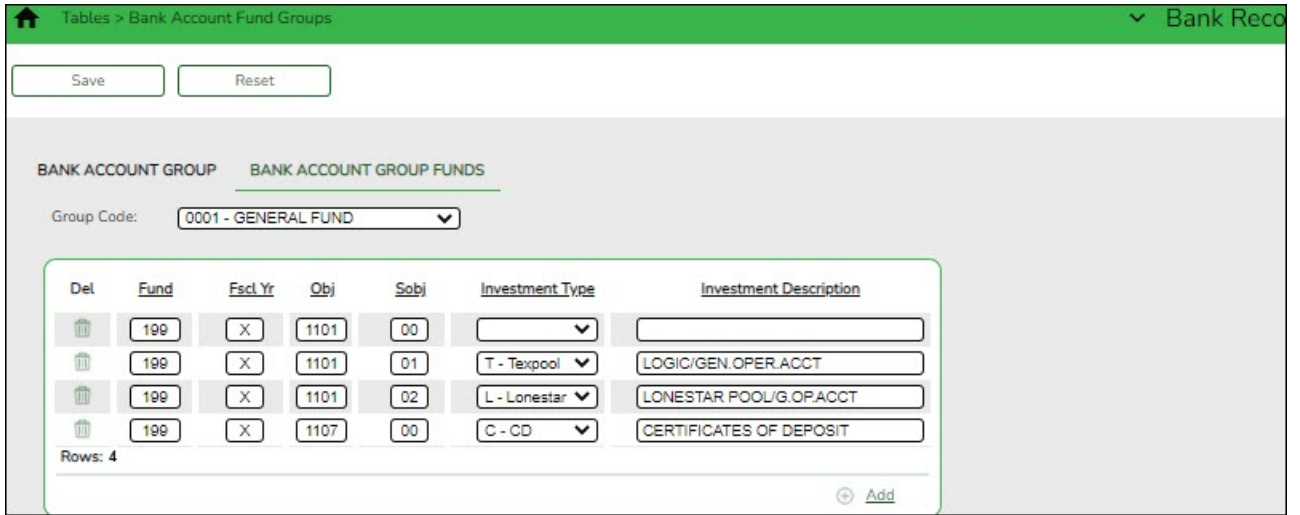 Tables > Bank Account Fund Groups Bank Reco
Save Reset
BANK ACCOUNT GROUP BANK ACCOUNT GROUP FUNDS
Group Code: 0001 - GENERAL FUND
Del Fund Fscl Yr Obj Sobj Investment Type Investment Description
199 X 1101 00
199 X 1101 01 T - Texpool LOGIC/GEN.OPER.ACCT
199 X 1101 02 L - Lonestar LONESTAR POOL/G.OP.ACCT
199 X 1107 00 C - CD CERTIFICATES OF DEPOSIT
Rows: 4
Add